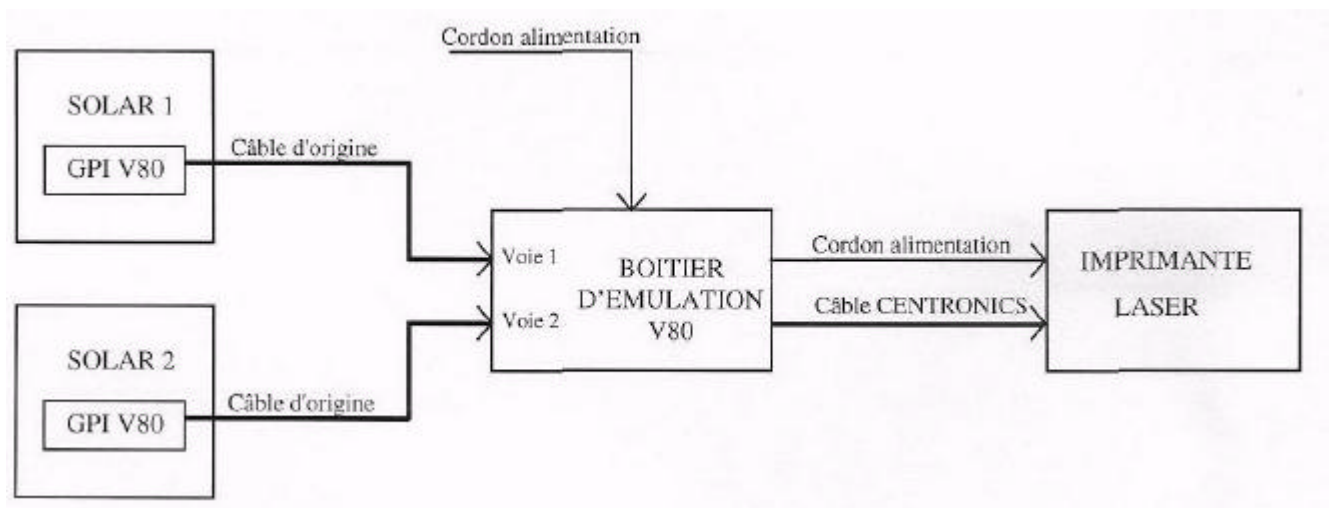 Cordon alimentation
SOLAR 1
GPI V80
Câble d'origine
Voie 1
Voie 2
BOITIER
D'EMULATION
V80
Cordon alimentation
Câble CENTRONICS
IMPRIMANTE
LASER
SOLAR 2
GPI V80
Câble d'origine